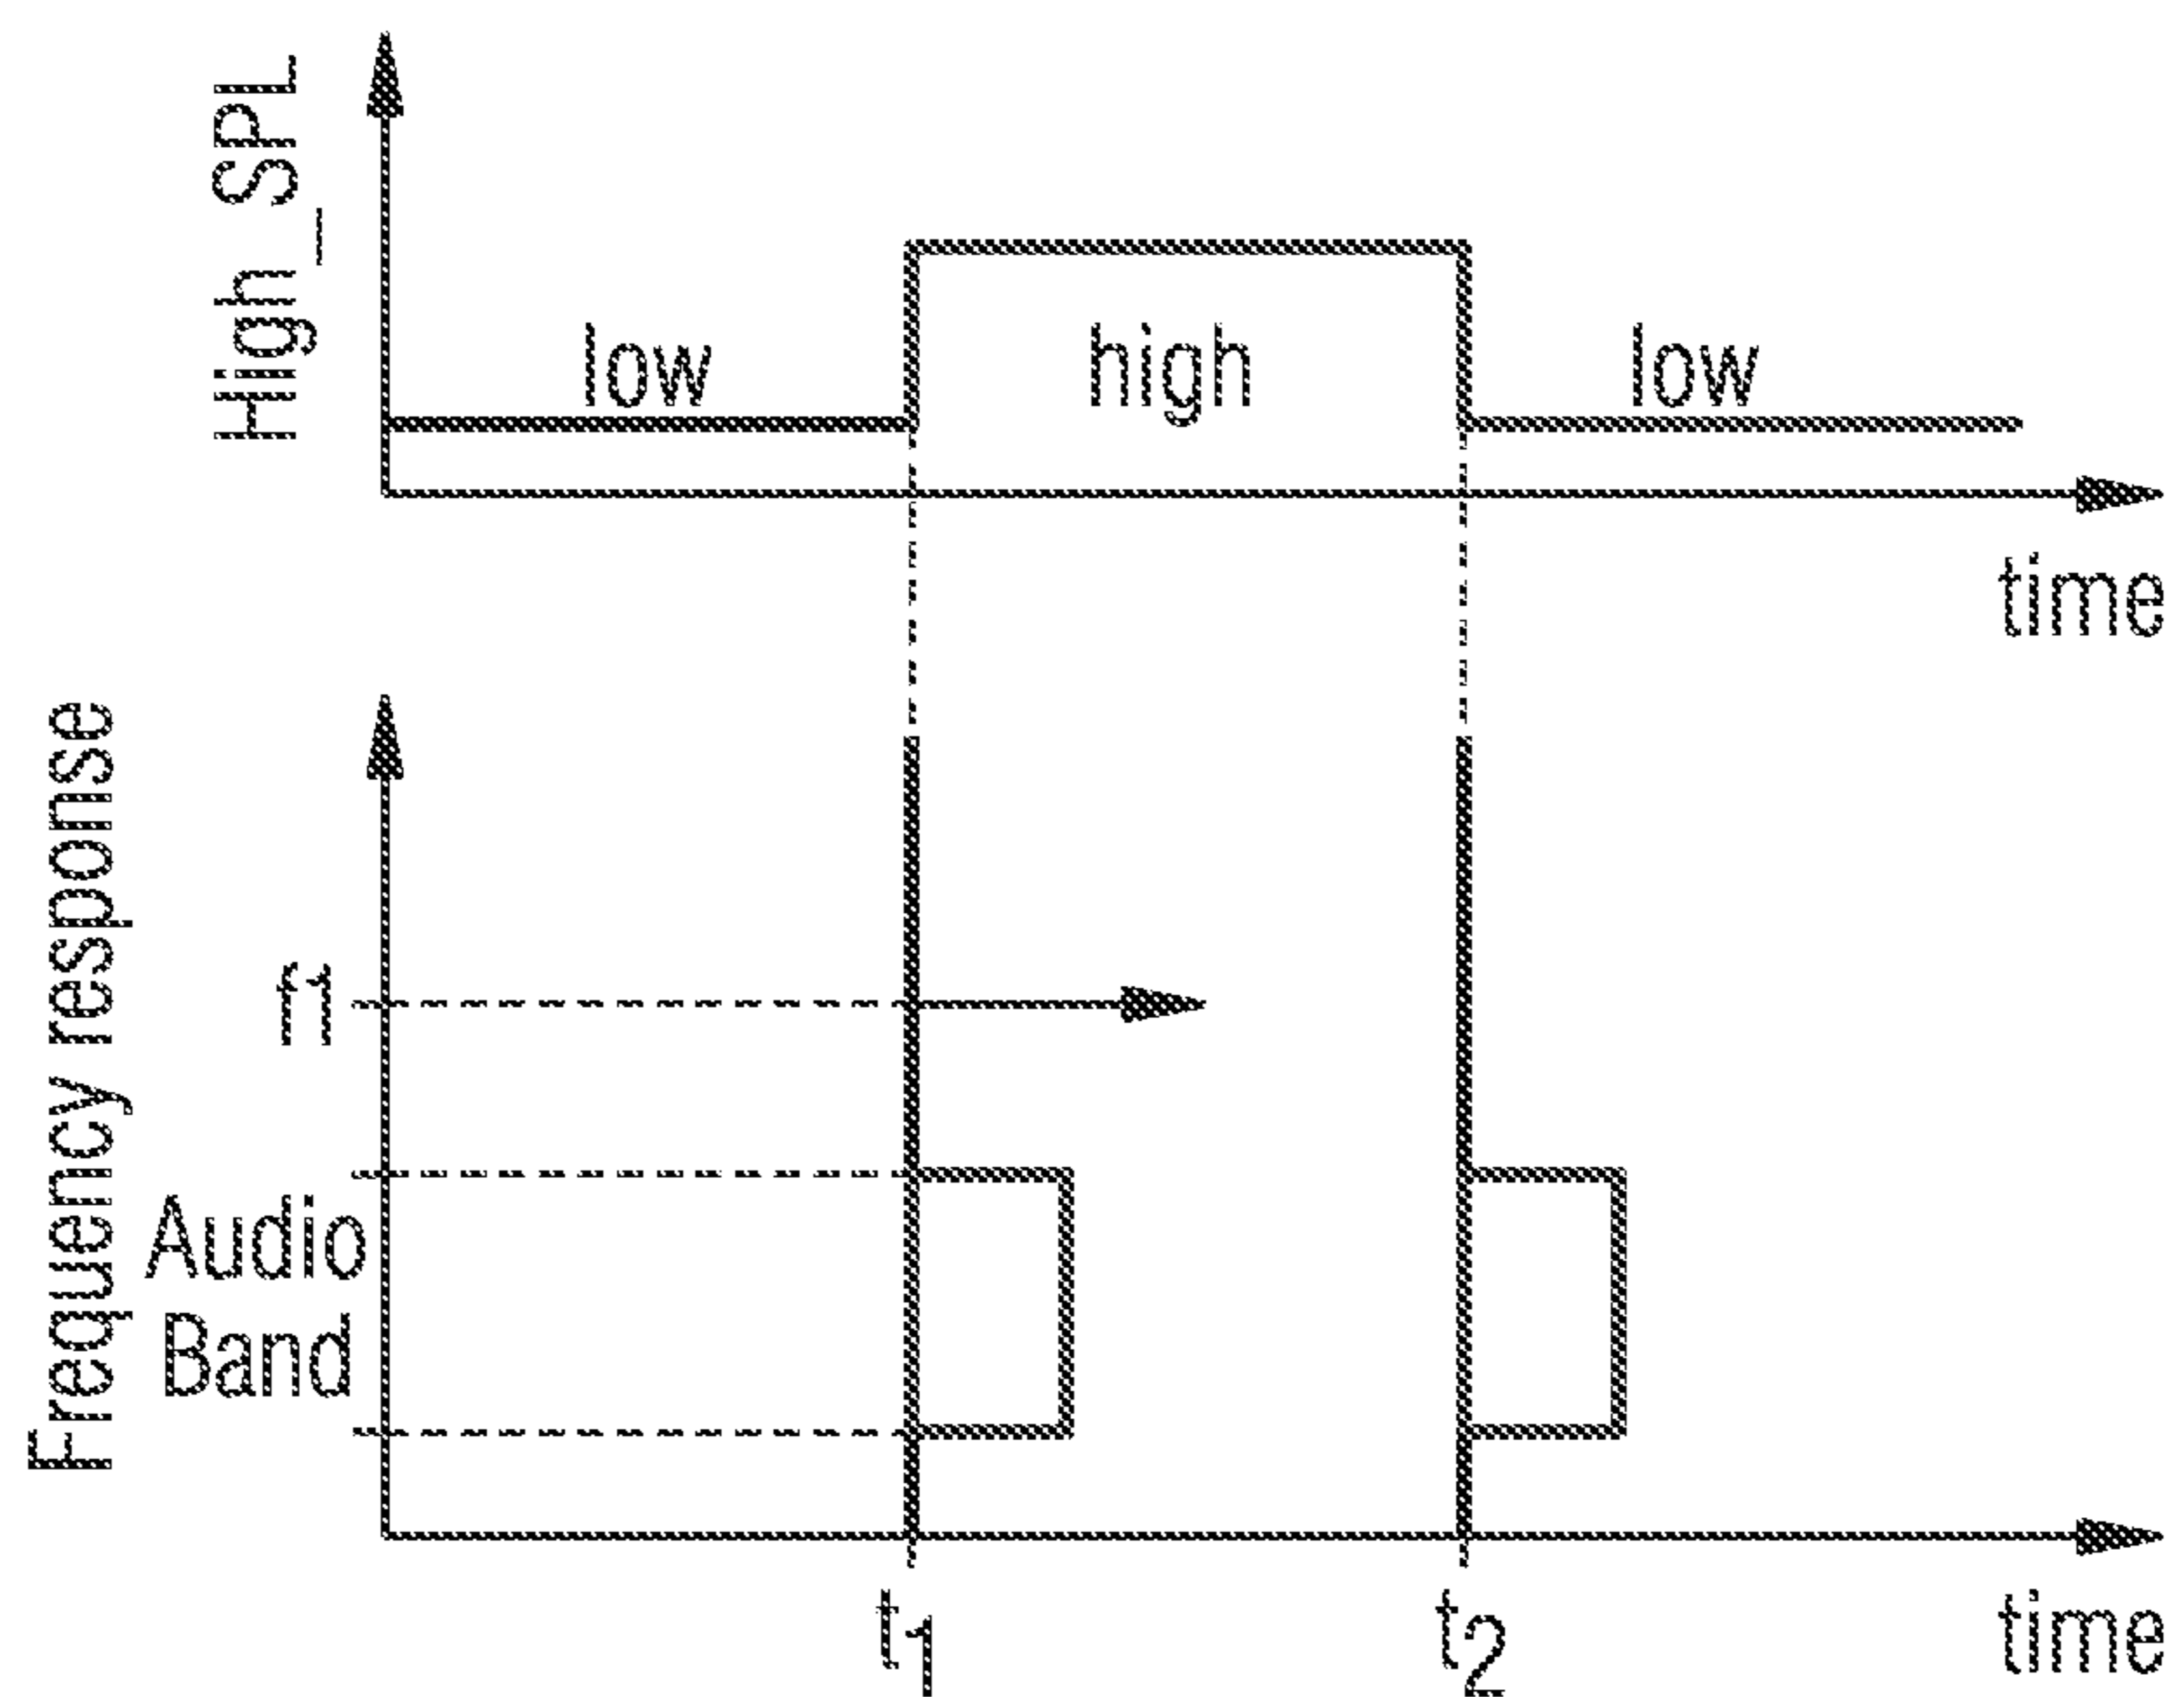 High_SPL
low
high
low
time
Frequency response
f1
Audio
Band
t1
t2
time